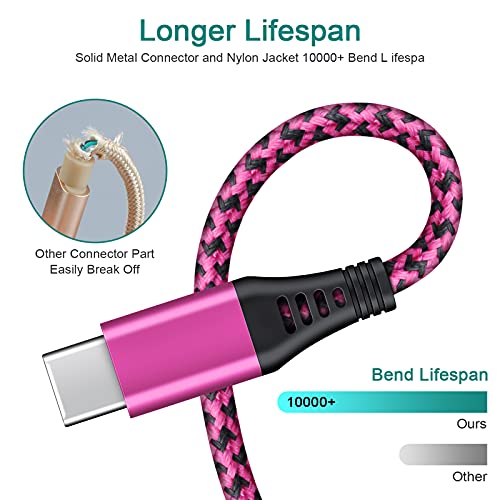 Longer Lifespan
Solid Metal Connector and Nylon Jacket 10000+ Bend L ifespa
Other Connector Part
Easily Break Off
Bend Lifespan
10000+
Ours
Other